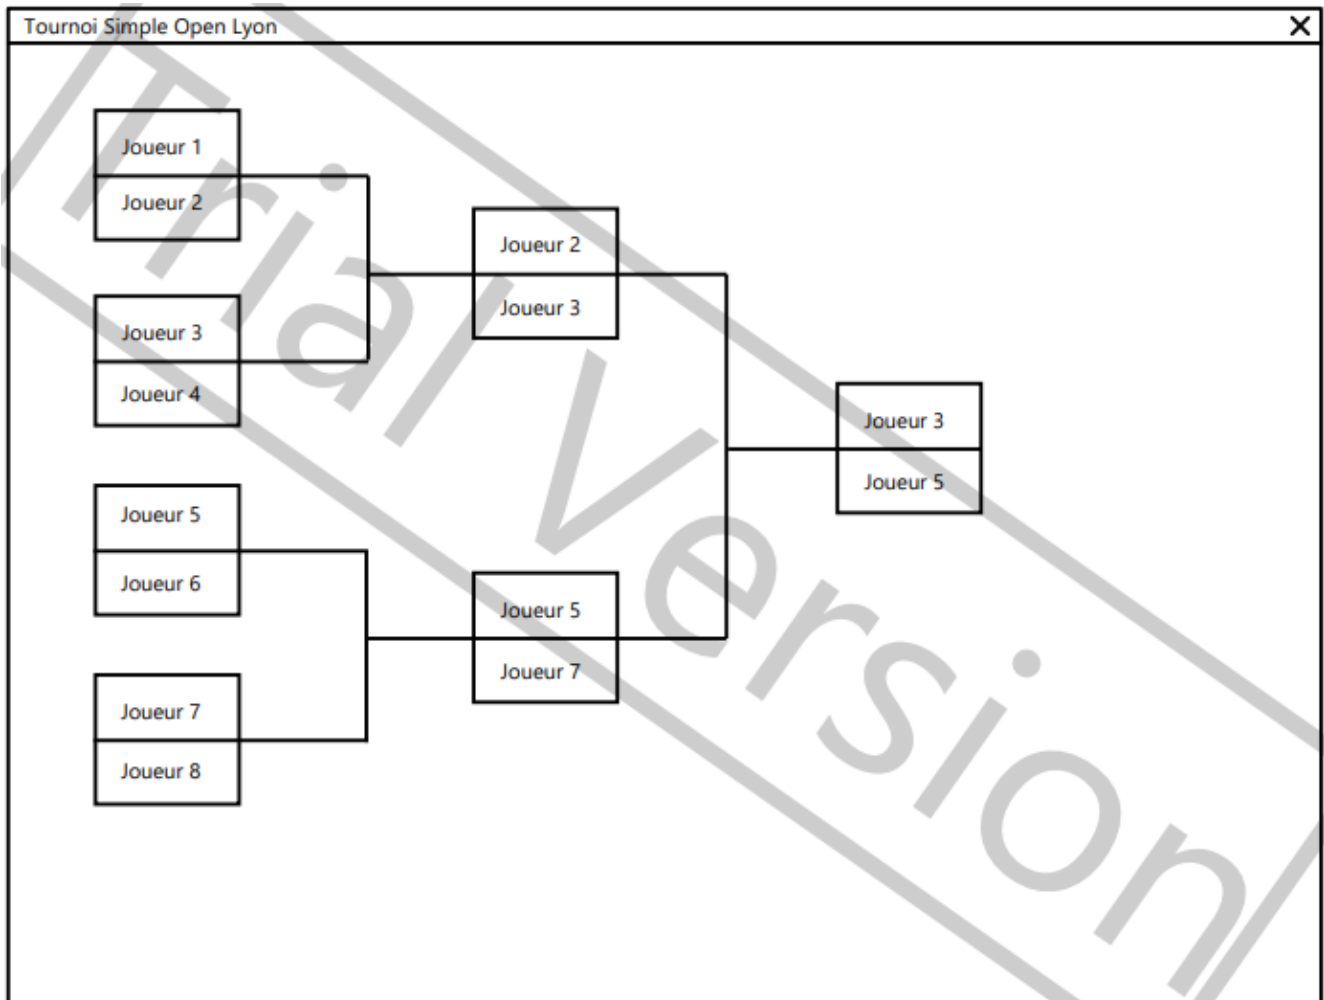 Tournoi Simple Open Lyon
Joueur 1
Joueur 2
Joueur 3
Joueur 4
Joueur 5
Joueur 6
Joueur 7
Joueur 8
Joueur 2
Joueur 3
Joueur 5
Joueur 7
Joueur 3
Joueur 5
Trial Version